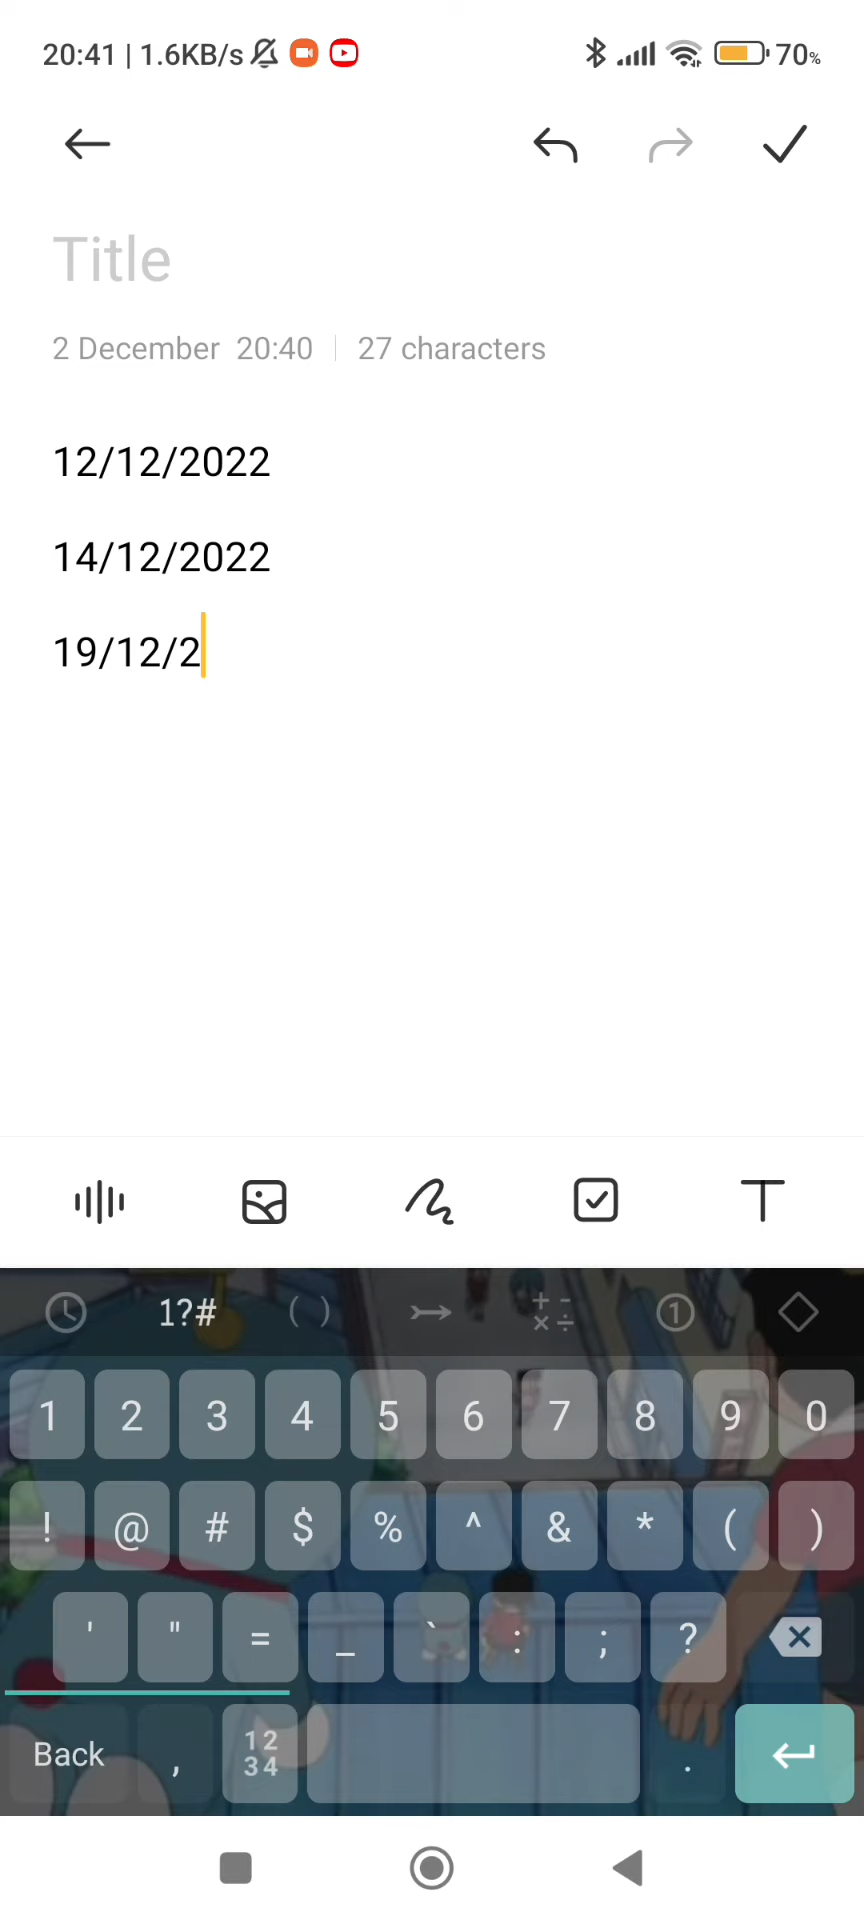 20:41 | 1.6KB/s 70%
Title
2 December 20:40 | 27 characters
12/12/2022
14/12/2022
19/12/2
1?# ( ) + - × ÷ 1
1 2 3 4 5 6 7 8 9 0
! @ # $ % ^ & * ( )
' " = _ ` : ; ?
Back , 12 34 .